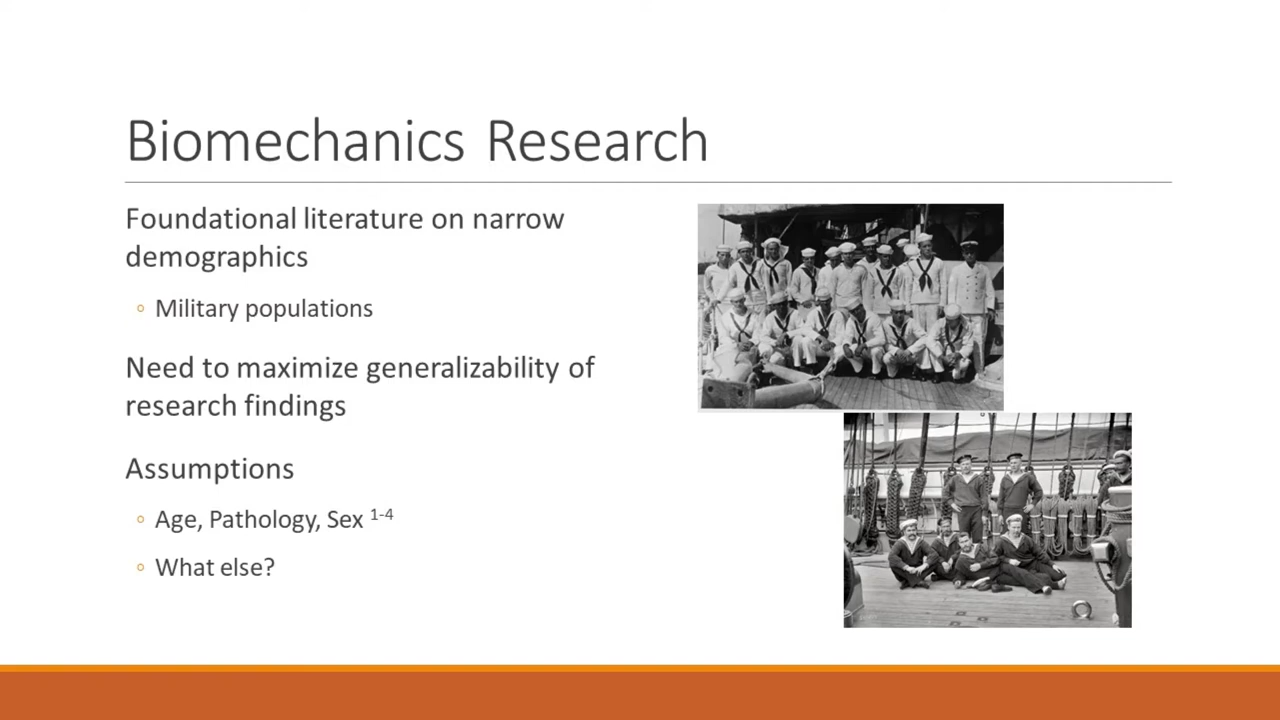 Biomechanics Research
Foundational literature on narrow
demographics
◦ Military populations
Need to maximize generalizability of
research findings
Assumptions
◦ Age, Pathology, Sex 1-4
◦ What else?